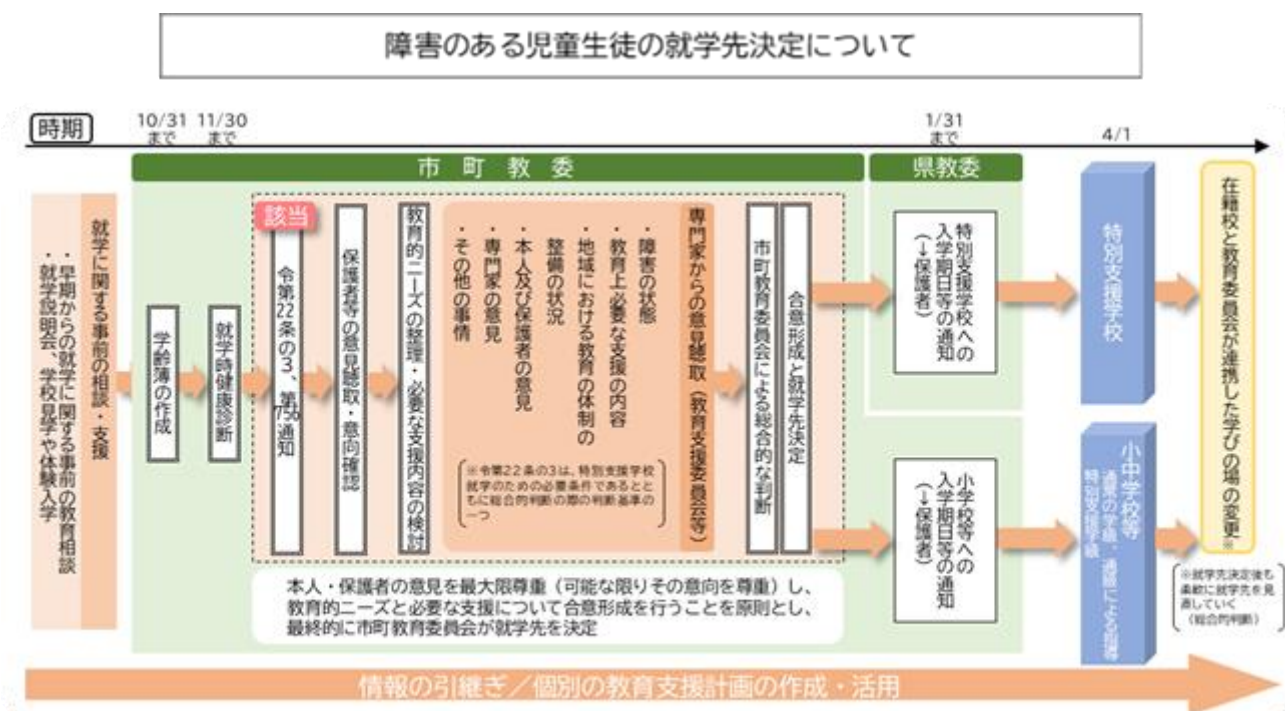 障害のある児童生徒の就学先決定について
時期
10/31
まで
11/30
まで
1/31
まで
4/1
市町教委
県教委
就学に関する事前の相談・支援
・早期からの就学に関する事前の教育相談
・就学説明会、学校見学や体験入学
学齢簿の作成
就学時健康診断
該当
令第22条の3、第
756通知
保護者等の意見聴取・意向確認
教育的ニーズの整理・必要な支援内容の検討
専門家からの意見聴取(教育支援委員会等)
・障害の状態
・教育上必要な支援の内容
・地域における教育の体制の
整備の状況
・本人及び保護者の意見
・専門家の意見
・その他の事情
※令第22条の3は、特別支援学校
就学のための必要条件であるとと
もに総合的判断の際の判断基準の
一つ
市町教育委員会による総合的な判断
合意形成と就学先決定
本人・保護者の意見を最大限尊重(可能な限りその意向を尊重)し、
教育的ニーズと必要な支援について合意形成を行うことを原則とし、
最終的に市町教育委員会が就学先を決定
特別支援学校への
入学期日等の通知
(→保護者)
小学校等への
入学期日等の通知
(→保護者)
特別支援学校
小中学校等
通常の学級、通級による指導
特別支援学級
在籍校と教育委員会が連携した学びの場の変更※
※就学先決定後も
柔軟に就学先を見
直していく
(総合的判断)
情報の引継ぎ/個別の教育支援計画の作成・活用